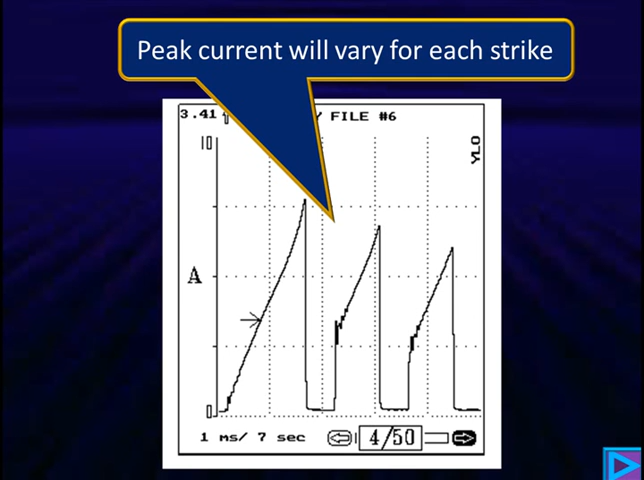 Peak current will vary for each strike
3.41 FILE #6
10
YLO
A
0
1 ms/ 7 sec 4/50